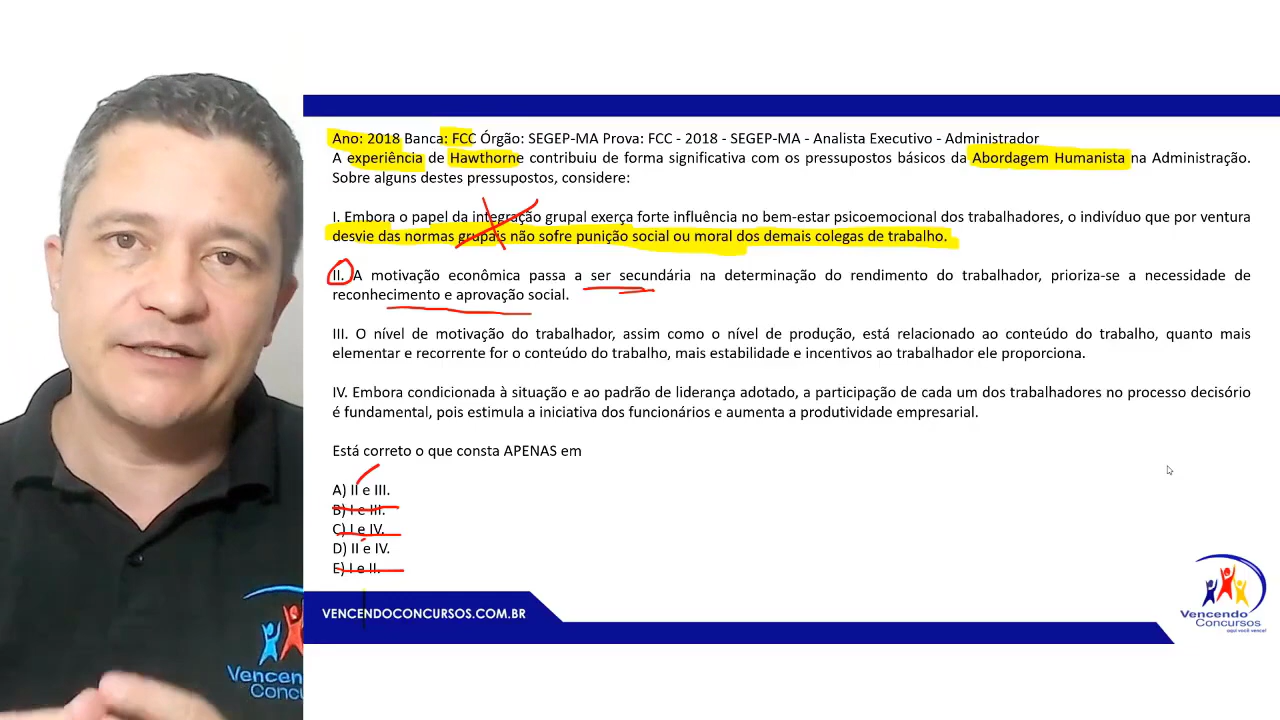 Ano: 2018 Banca: FCC Órgão: SEGEP-MA Prova: FCC - 2018 - SEGEP-MA - Analista Executivo - Administrador
A experiência de Hawthorne contribuiu de forma significativa com os pressupostos básicos da Abordagem Humanista na Administração.
Sobre alguns destes pressupostos, considere:
I. Embora o papel da integração grupal exerça forte influência no bem-estar psicoemocional dos trabalhadores, o indivíduo que por ventura
desvie das normas grupais não sofre punição social ou moral dos demais colegas de trabalho.
II. A motivação econômica passa a ser secundária na determinação do rendimento do trabalhador, prioriza-se a necessidade de
reconhecimento e aprovação social.
III. O nível de motivação do trabalhador, assim como o nível de produção, está relacionado ao conteúdo do trabalho, quanto mais
elementar e recorrente for o conteúdo do trabalho, mais estabilidade e incentivos ao trabalhador ele proporciona.
IV. Embora condicionada à situação e ao padrão de liderança adotado, a participação de cada um dos trabalhadores no processo decisório
é fundamental, pois estimula a iniciativa dos funcionários e aumenta a produtividade empresarial.
Está correto o que consta APENAS em
A) II e III.
B) I e III.
C) I e IV.
D) II e IV.
E) I e II.
VENCENDOCONCURSOS.COM.BR
Vencendo
Concursos
aqui você vence!
Vencen
Concu